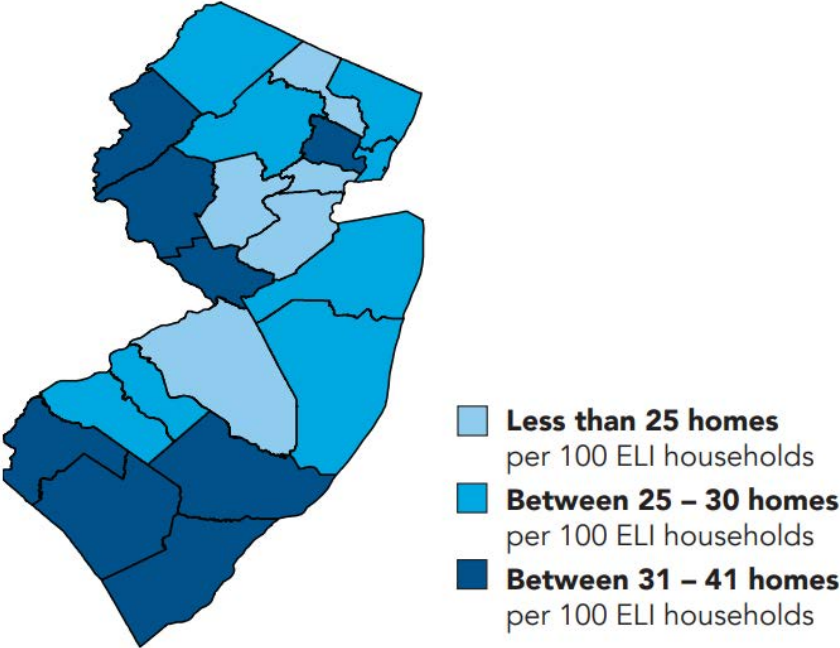 Less than 25 homes
per 100 ELI households
Between 25 – 30 homes
per 100 ELI households
Between 31 – 41 homes
per 100 ELI households